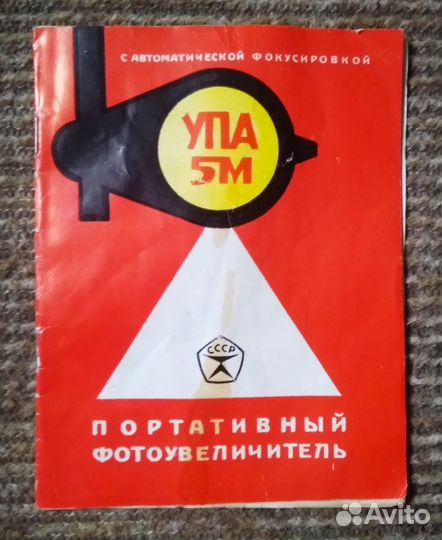 С АВТОМАТИЧЕСКОЙ ФОКУСИРОВКОЙ
УПА
5М
СССР
ПОРТАТИВНЫЙ
ФОТОУВЕЛИЧИТЕЛЬ
Avito